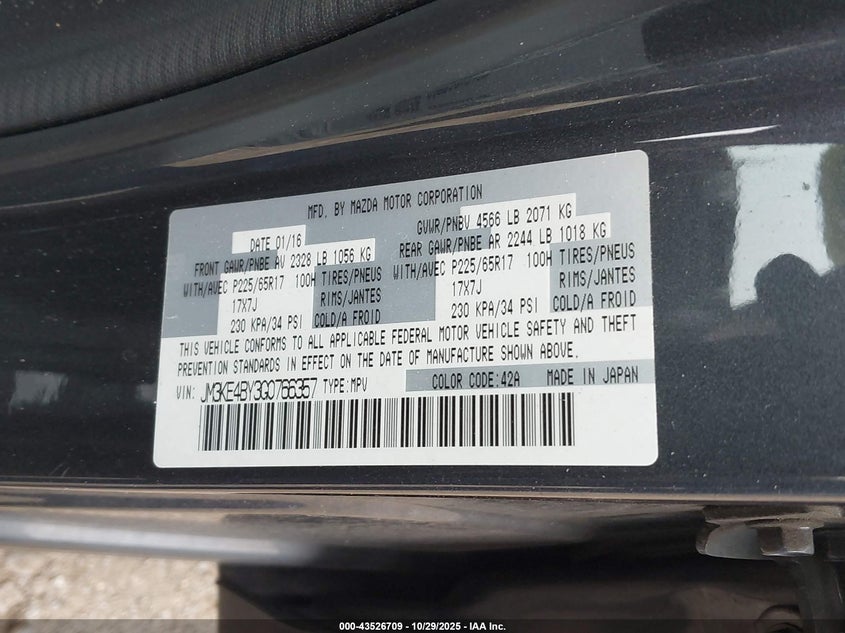 MFD. BY MAZDA MOTOR CORPORATION
DATE 01/16 GVWR/PNBV 4566 LB 2071 KG
FRONT GAWR/PNBE AV 2328 LB 1056 KG REAR GAWR/PNBE AR 2244 LB 1018 KG
WITH/AVEC P225/65R17 100H TIRES/PNEUS WITH/AVEC P225/65R17 100H TIRES/PNEUS
17X7J RIMS/JANTES 17X7J RIMS/JANTES
230 KPA/34 PSI COLD/A FROID 230 KPA/34 PSI COLD/A FROID
THIS VEHICLE CONFORMS TO ALL APPLICABLE FEDERAL MOTOR VEHICLE SAFETY AND THEFT
PREVENTION STANDARDS IN EFFECT ON THE DATE OF MANUFACTURE SHOWN ABOVE.
VIN: JM3KE4BY3G0766357 TYPE:MPV COLOR CODE:42A MADE IN JAPAN
000-43526709 - 10/29/2025 - IAA Inc.